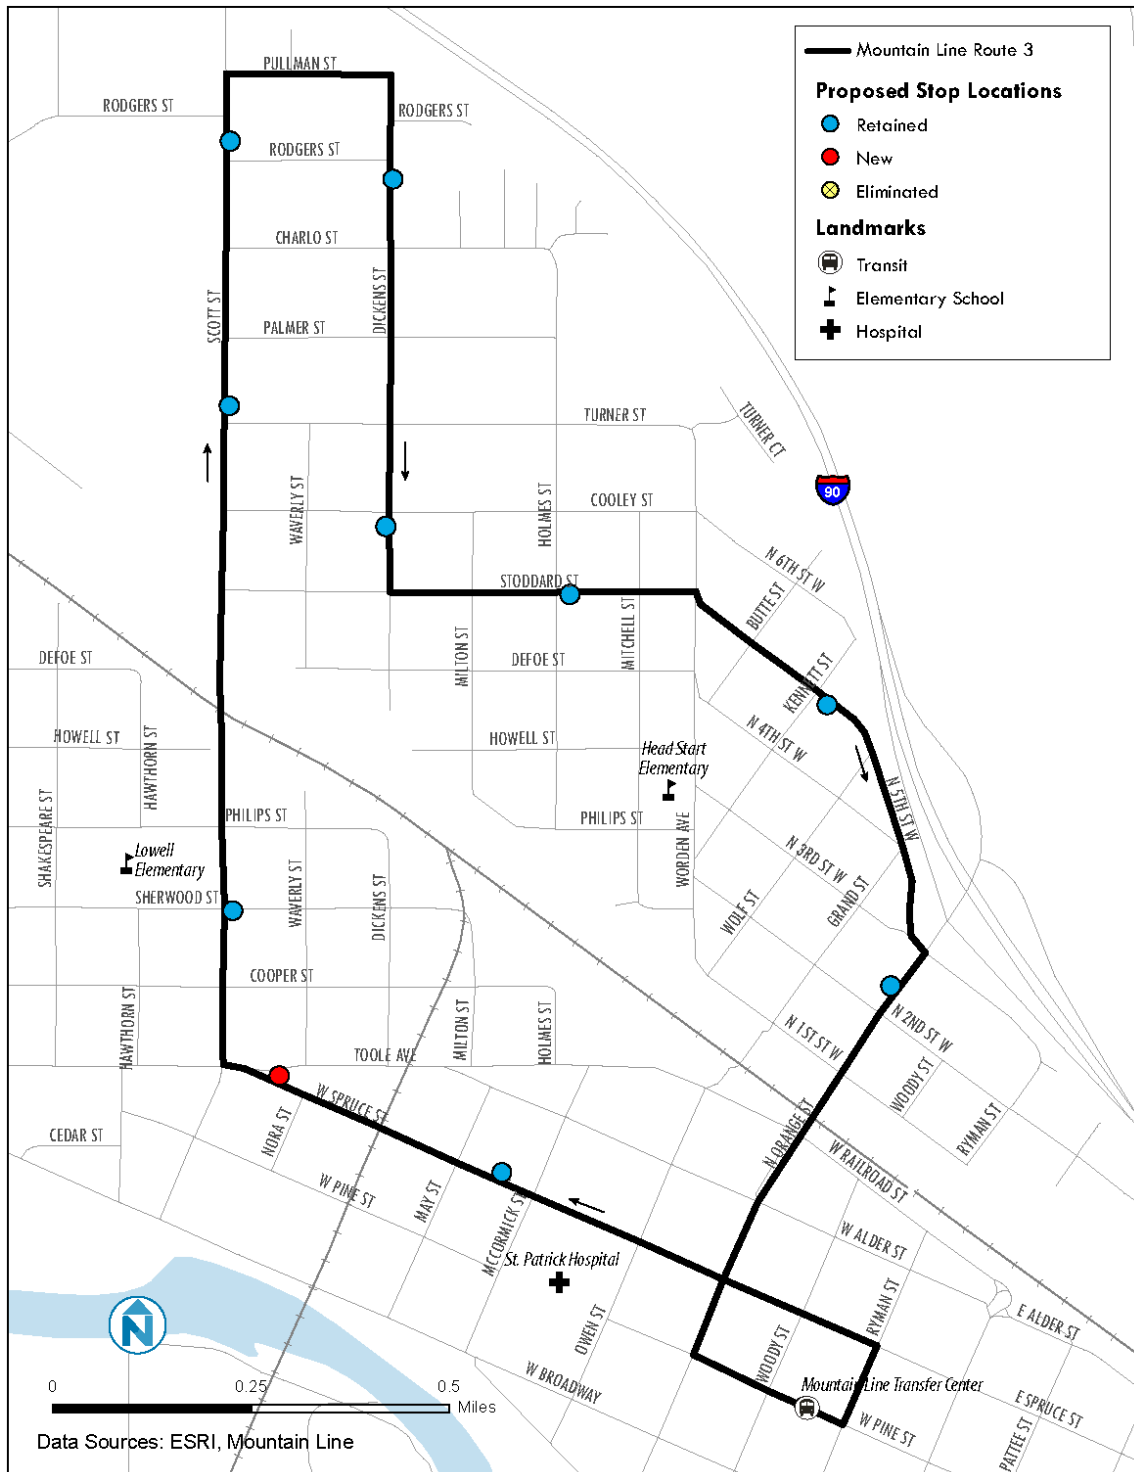 PULLMAN ST
RODGERS ST
RODGERS ST
RODGERS ST
CHARLO ST
SCOTT ST
DICKENS ST
PALMER ST
TURNER ST
TURNER CT
Mountain Line Route 3
Proposed Stop Locations
Retained
New
Eliminated
Landmarks
Transit
Elementary School
Hospital
90
WAVERLY ST
HOLMES ST
COOLEY ST
N 6TH ST W
STODDARD ST
BUTTE ST
MILTON ST
MITCHELL ST
DEFOE ST
DEFOE ST
KENNETT ST
HOWELL ST
HAWTHORN ST
HOWELL ST
Head Start
Elementary
N 4TH ST W
N 5TH ST W
SHAKESPEARE ST
PHILIPS ST
PHILIPS ST
WORDEN AVE
N 3RD ST W
Lowell
Elementary
SHERWOOD ST
WAVERLY ST
DICKENS ST
WOLF ST
GRAND ST
COOPER ST
HAWTHORN ST
TOOLE AVE
MILTON ST
HOLMES ST
N 1ST ST W
N 2ND ST W
WOODY ST
RYMAN ST
CEDAR ST
NORA ST
W SPRUCE ST
N ORANGE ST
W RAILROAD ST
W PINE ST
MAY ST
MCCORMICK ST
W ALDER ST
St. Patrick Hospital
RYMAN ST
E ALDER ST
OWEN ST
WOODY ST
N
W BROADWAY
Mountain Line Transfer Center
E SPRUCE ST
W PINE ST
PATTEE ST
0 0.25 0.5
Miles
Data Sources: ESRI, Mountain Line